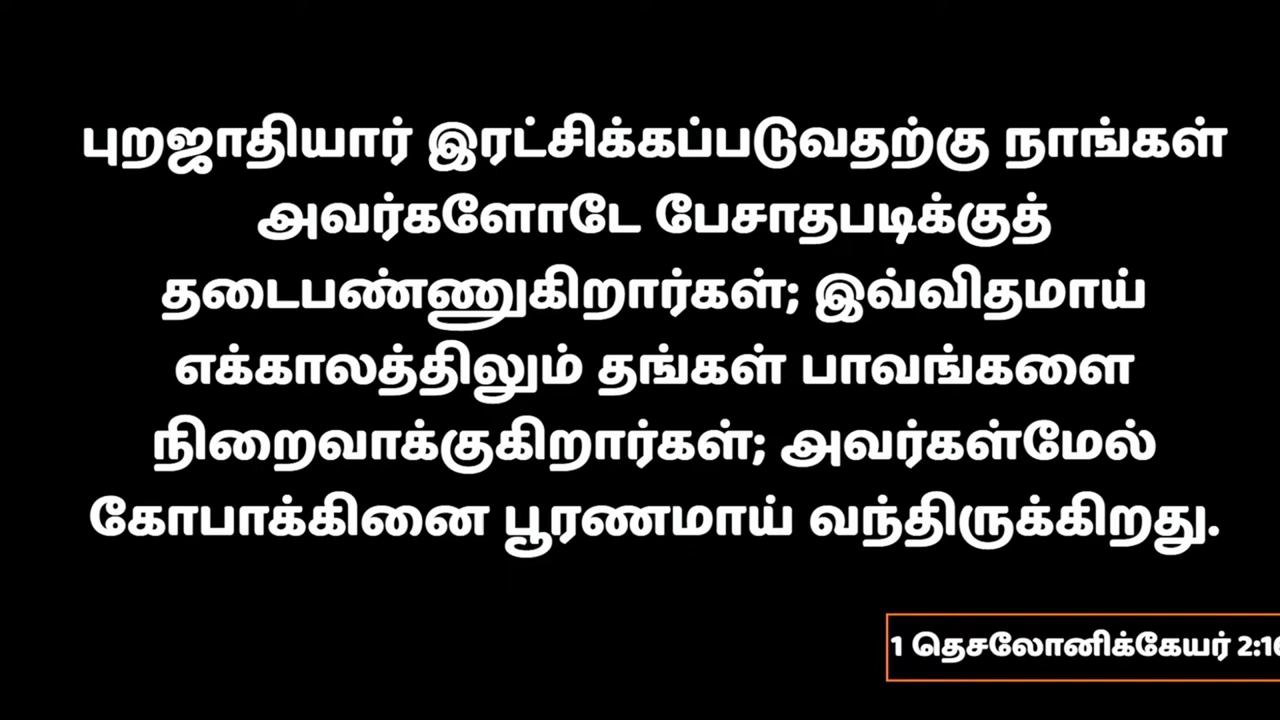 புறஜாதியார் இரட்சிக்கப்படுவதற்கு நாங்கள்
அவர்களோடே பேசாதபடிக்குத்
தடைபண்ணுகிறார்கள்; இவ்விதமாய்
எக்காலத்திலும் தங்கள் பாவங்களை
நிறைவாக்குகிறார்கள்; அவர்கள்மேல்
கோபாக்கினை பூரணமாய் வந்திருக்கிறது.
1 தெசலோனிக்கேயர் 2:16